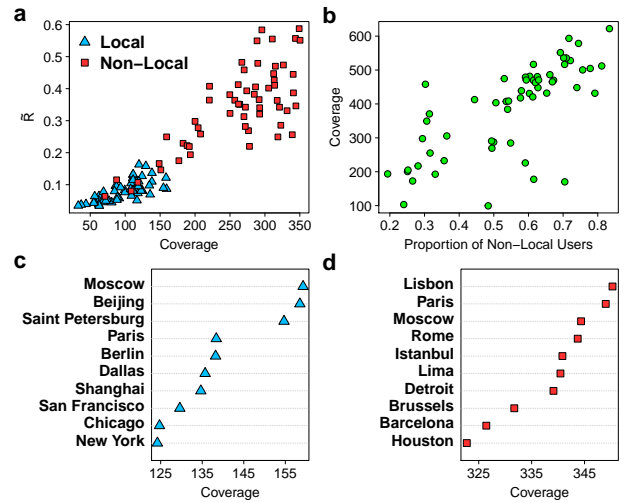 a
Local
Non−Local
R̃
0.6
0.5
0.4
0.3
0.2
0.1
50 100 150 200 250 300 350
Coverage
b
Coverage
600
500
400
300
200
100
0.2 0.3 0.4 0.5 0.6 0.7 0.8
Proportion of Non−Local Users
c
Moscow
Beijing
Saint Petersburg
Paris
Berlin
Dallas
Shanghai
San Francisco
Chicago
New York
125 135 145 155
Coverage
d
Lisbon
Paris
Moscow
Rome
Istanbul
Lima
Detroit
Brussels
Barcelona
Houston
325 335 345
Coverage